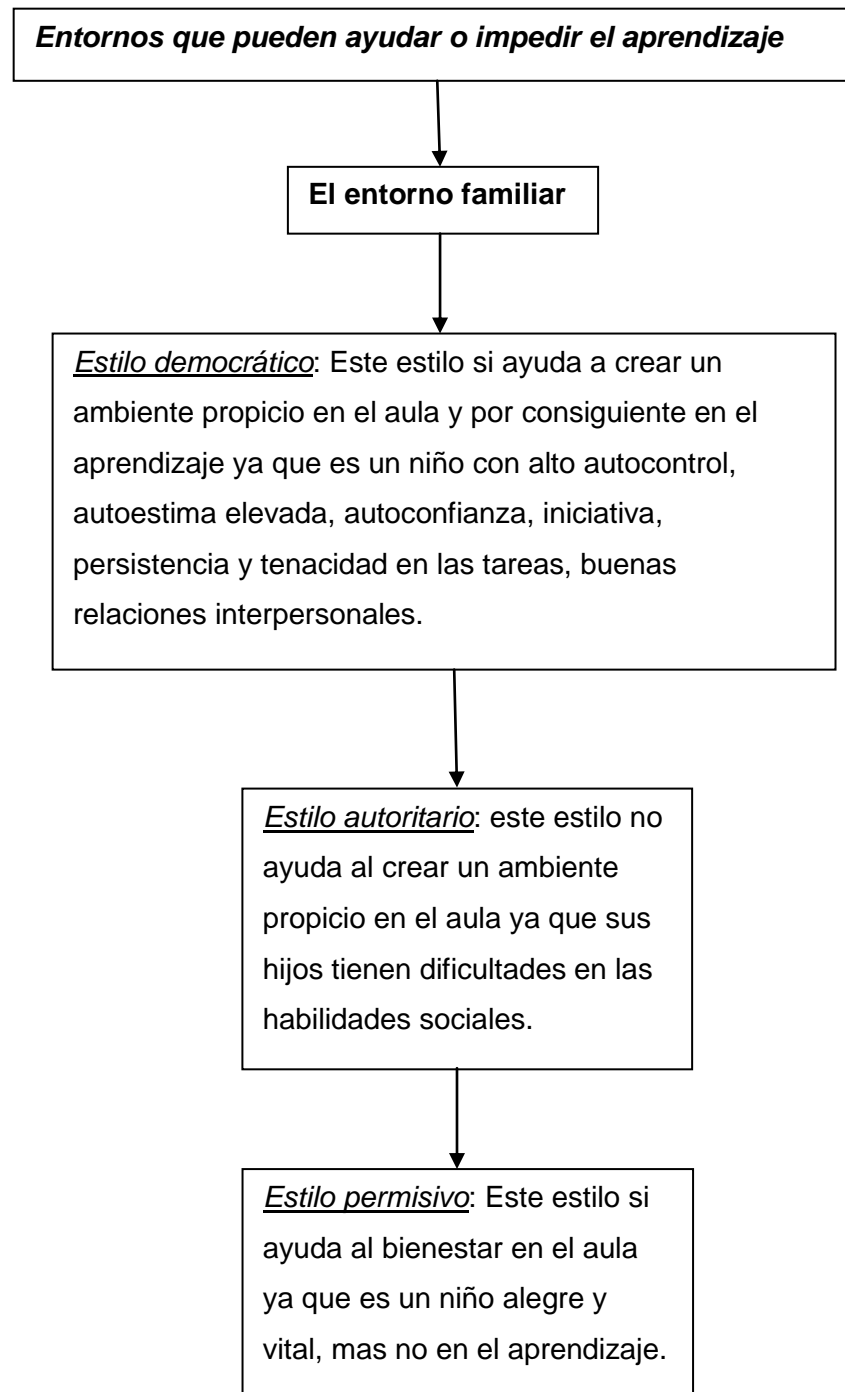 Entornos que pueden ayudar o impedir el aprendizaje
El entorno familiar
Estilo democrático: Este estilo si ayuda a crear un
ambiente propicio en el aula y por consiguiente en el
aprendizaje ya que es un niño con alto autocontrol,
autoestima elevada, autoconfianza, iniciativa,
persistencia y tenacidad en las tareas, buenas
relaciones interpersonales.
Estilo autoritario: este estilo no
ayuda al crear un ambiente
propicio en el aula ya que sus
hijos tienen dificultades en las
habilidades sociales.
Estilo permisivo: Este estilo si
ayuda al bienestar en el aula
ya que es un niño alegre y
vital, mas no en el aprendizaje.